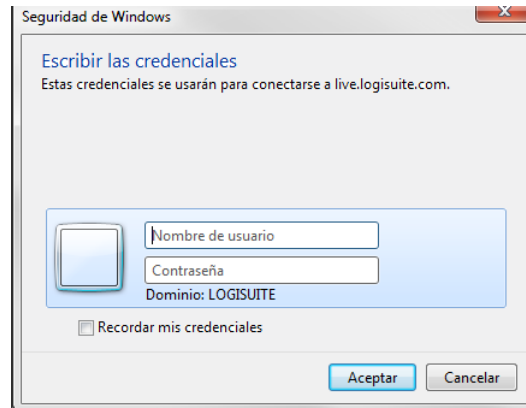 Seguridad de Windows
Escribir las credenciales
Estas credenciales se usarán para conectarse a live.logisuite.com.
Nombre de usuario
Contraseña
Dominio: LOGISUITE
Recordar mis credenciales
Aceptar
Cancelar